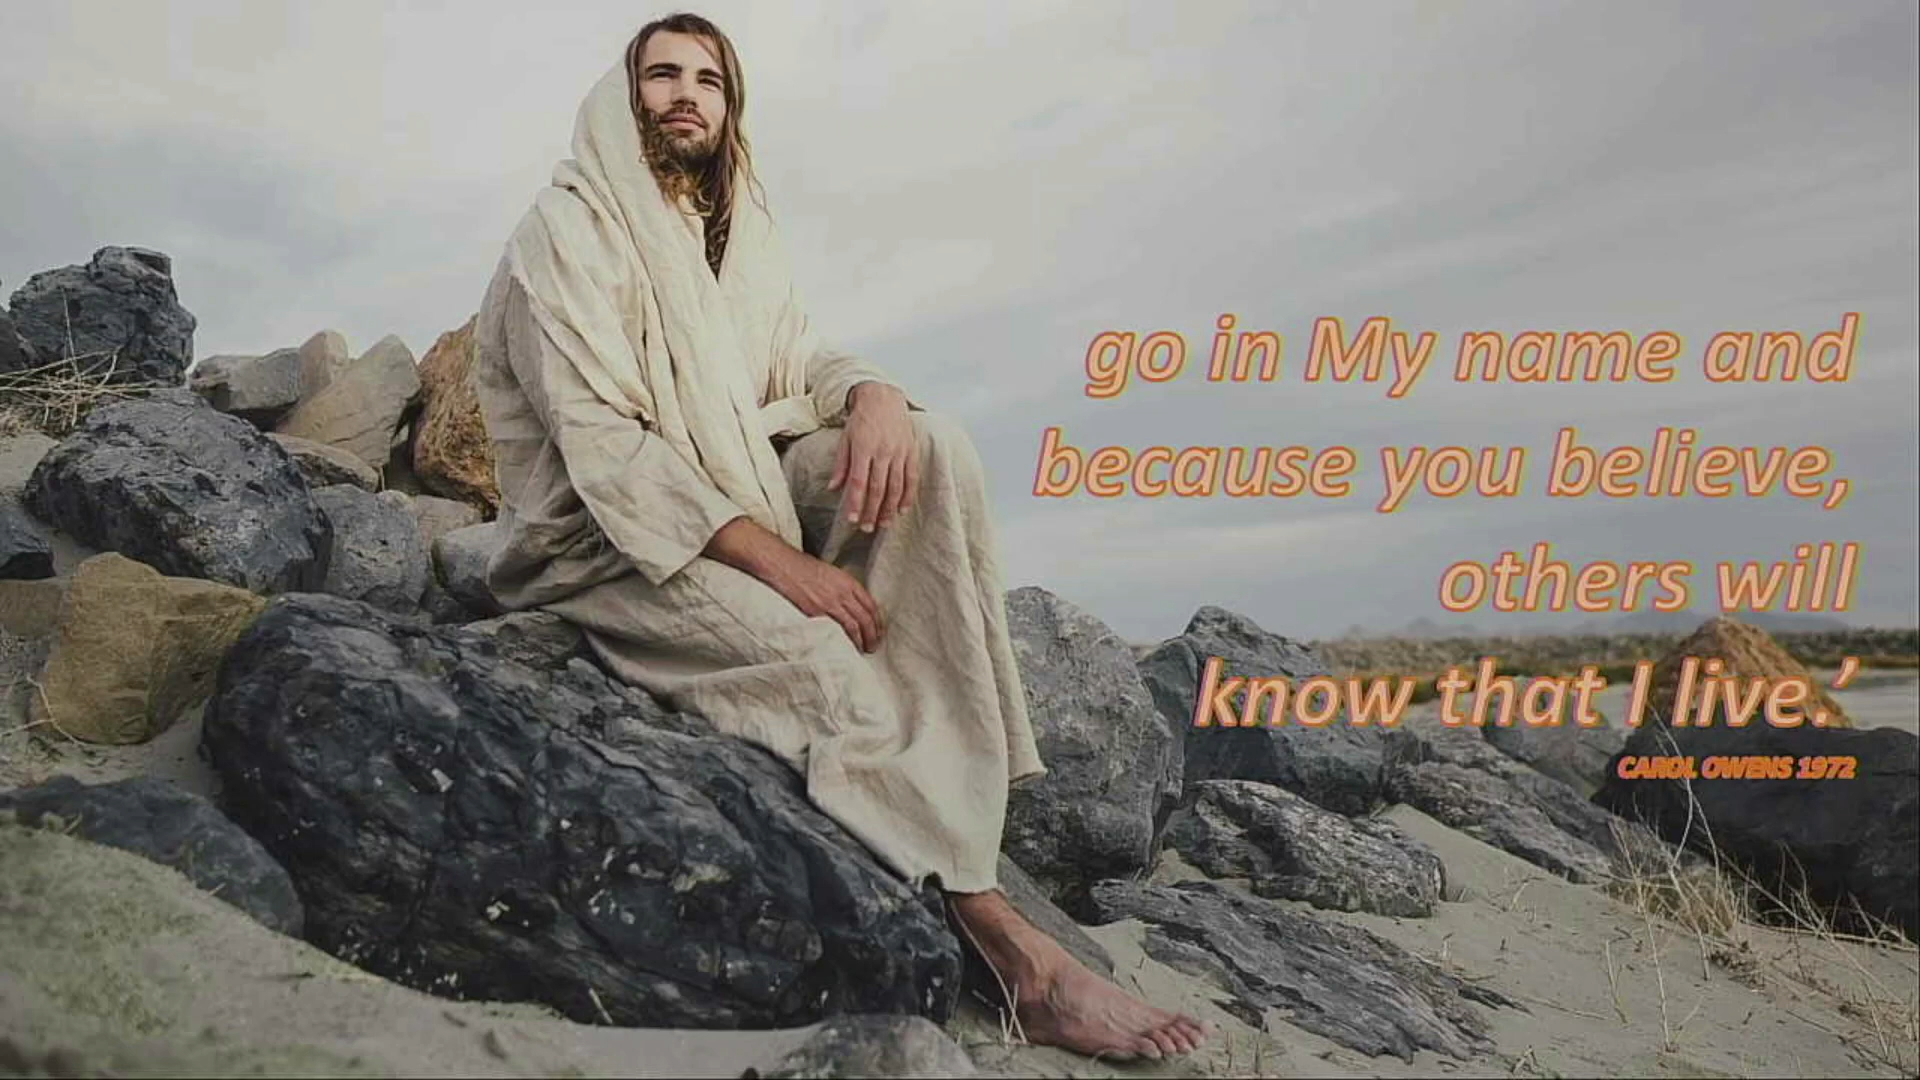 go in My name and
because you believe,
others will
know that I live.’
CAROL OWENS 1972